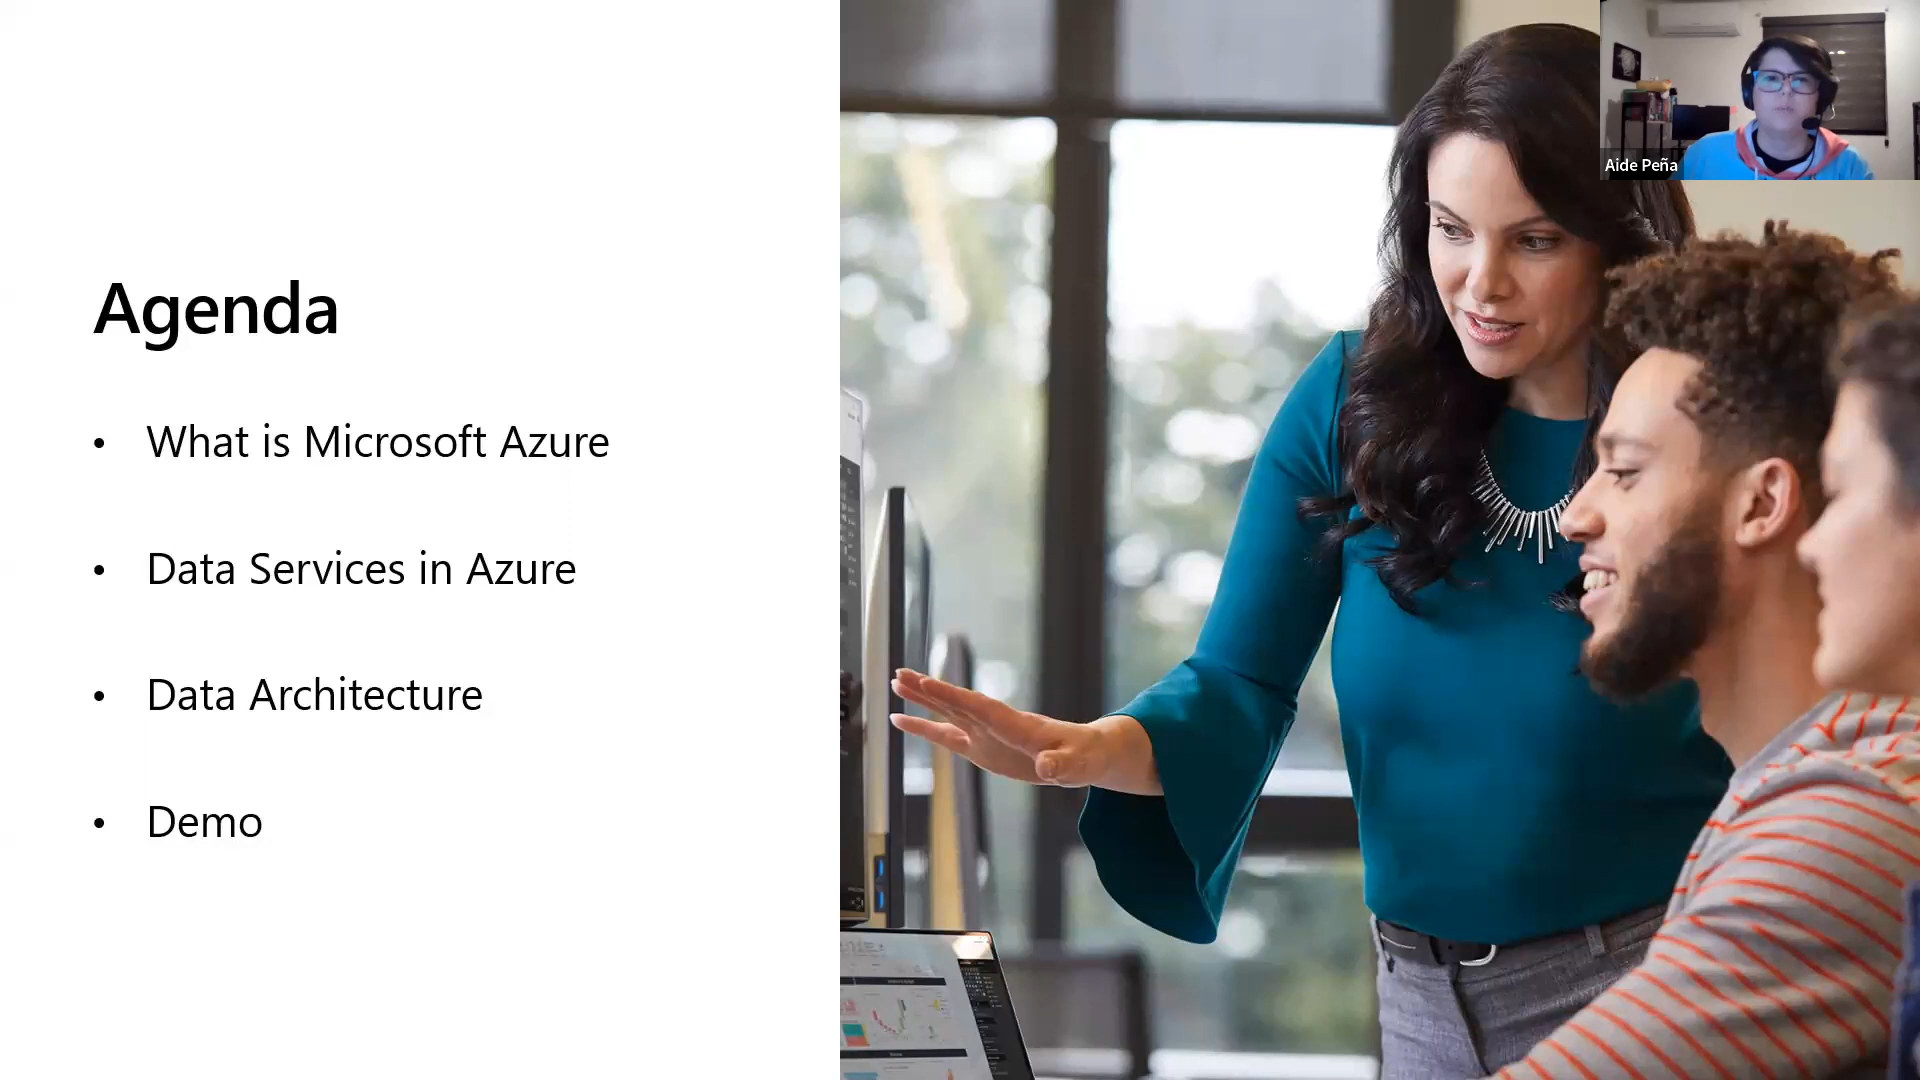 Aide Peña
Agenda
• What is Microsoft Azure
• Data Services in Azure
• Data Architecture
• Demo